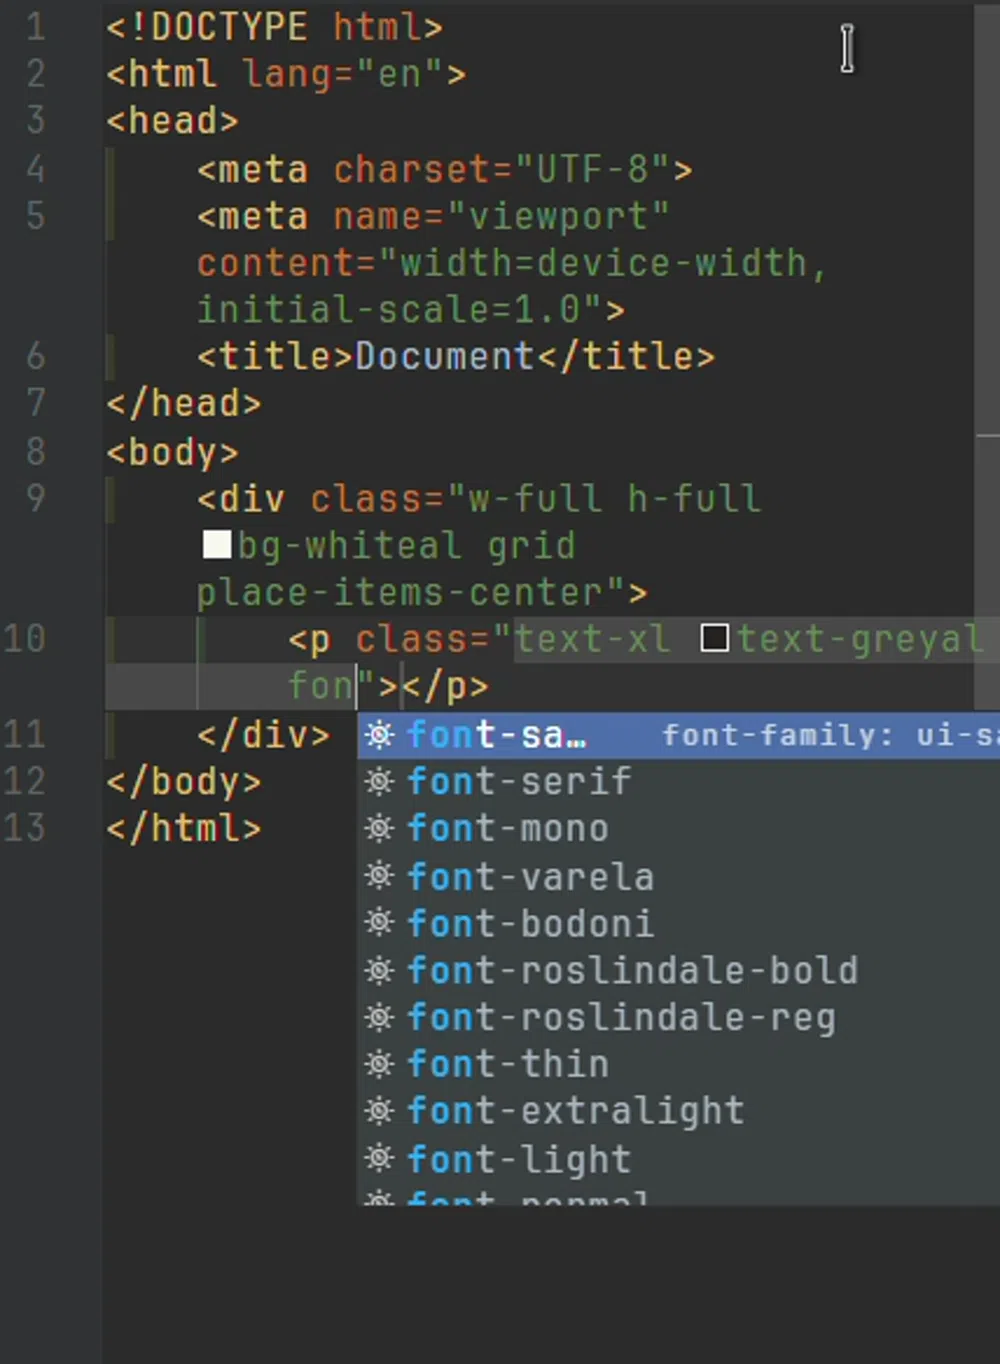 1 <!DOCTYPE html>
2 <html lang="en">
3 <head>
4 <meta charset="UTF-8">
5 <meta name="viewport"
content="width=device-width,
initial-scale=1.0">
6 <title>Document</title>
7 </head>
8 <body>
9 <div class="w-full h-full
bg-whiteal grid
place-items-center">
10 <p class="text-xl text-greyal
fon"></p>
11 </div>
font-sa… font-family: ui-sa
12 </body>
font-serif
13 </html>
font-mono
font-varela
font-bodoni
font-roslindale-bold
font-roslindale-reg
font-thin
font-extralight
font-light
font-normal